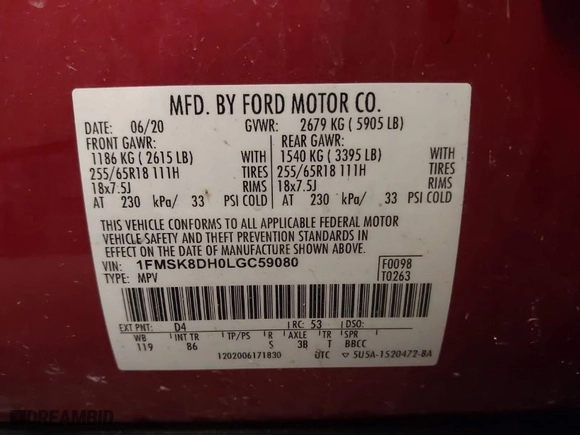 MFD. BY FORD MOTOR CO.
DATE: 06/20 GVWR: 2679 KG ( 5905 LB)
FRONT GAWR: REAR GAWR:
1186 KG ( 2615 LB) WITH 1540 KG ( 3395 LB) WITH
255/65R18 111H TIRES 255/65R18 111H TIRES
18x7.5J RIMS 18x7.5J RIMS
AT 230 kPa/ 33 PSI COLD AT 230 kPa/ 33 PSI COLD
THIS VEHICLE CONFORMS TO ALL APPLICABLE FEDERAL MOTOR
VEHICLE SAFETY AND THEFT PREVENTION STANDARDS IN
EFFECT ON THE DATE OF MANUFACTURE SHOWN ABOVE.
VIN: 1FMSK8DH0LGC59080 F0098
TYPE: MPV T0263
EXT PNT: D4 RC: 53 DSO:
WB INT TR TP/PS R AXLE TR SPR
119 86 S 3B T BBCC
1202006171830 UTC ▽ 5U5A-1520472-BA
DREAMBID